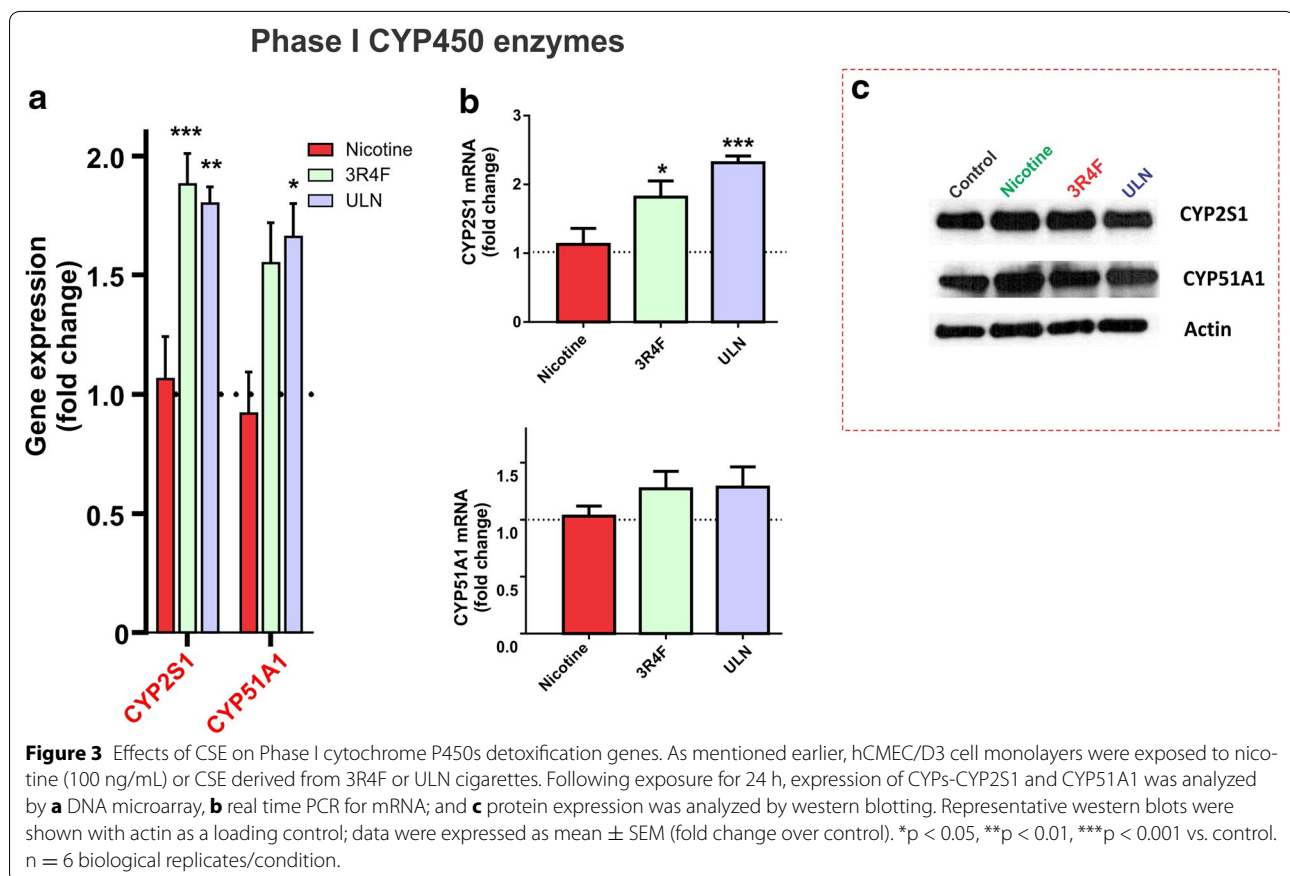 Phase I CYP450 enzymes
a
***
**
*
Nicotine
3R4F
ULN
2.0
1.5
1.0
0.5
0
Gene expression
(fold change)
CYP2S1
CYP51A1
b
3
2
1
0
CYP2S1 mRNA
(fold change)
*
***
Nicotine
3R4F
ULN
1.5
1.0
0.5
0.0
CYP51A1 mRNA
(fold change)
Nicotine
3R4F
ULN
c
Control
Nicotine
3R4F
ULN
CYP2S1
CYP51A1
Actin
Figure 3 Effects of CSE on Phase I cytochrome P450s detoxification genes. As mentioned earlier, hCMEC/D3 cell monolayers were exposed to nico-
tine (100 ng/mL) or CSE derived from 3R4F or ULN cigarettes. Following exposure for 24 h, expression of CYPs-CYP2S1 and CYP51A1 was analyzed
by a DNA microarray, b real time PCR for mRNA; and c protein expression was analyzed by western blotting. Representative western blots were
shown with actin as a loading control; data were expressed as mean ± SEM (fold change over control). *p < 0.05, **p < 0.01, ***p < 0.001 vs. control.
n = 6 biological replicates/condition.